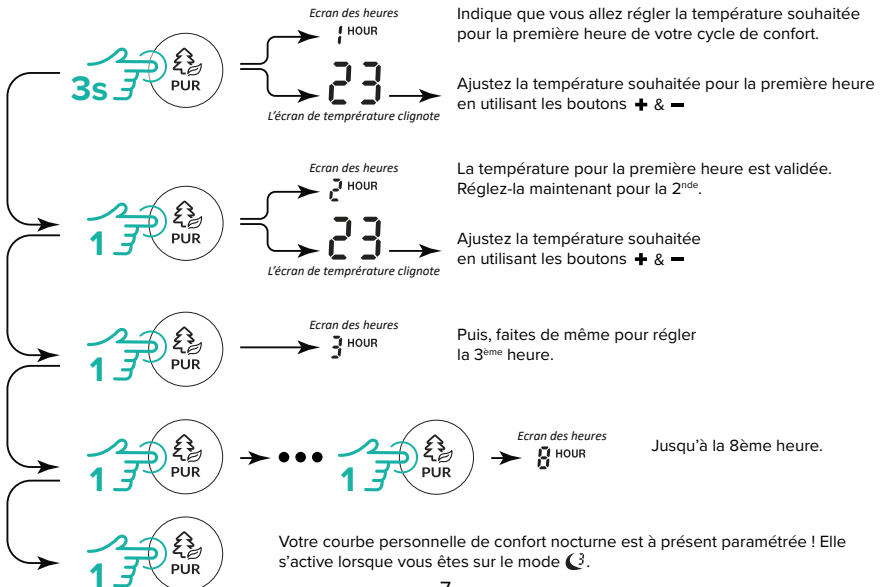 Ecran des heures
1 HOUR
Indique que vous allez régler la température souhaitée
pour la première heure de votre cycle de confort.
3s
PUR
23
L'écran de temprérature clignote
Ajustez la température souhaitée pour la première heure
en utilisant les boutons + & −
Ecran des heures
2 HOUR
La température pour la première heure est validée.
Réglez-la maintenant pour la 2nde.
1
PUR
23
L'écran de temprérature clignote
Ajustez la température souhaitée
en utilisant les boutons + & −
1
PUR
Ecran des heures
3 HOUR
Puis, faites de même pour régler
la 3ème heure.
1
PUR
1
PUR
Ecran des heures
8 HOUR
Jusqu'à la 8ème heure.
1
PUR
Votre courbe personnelle de confort nocturne est à présent paramétrée ! Elle
s'active lorsque vous êtes sur le mode .